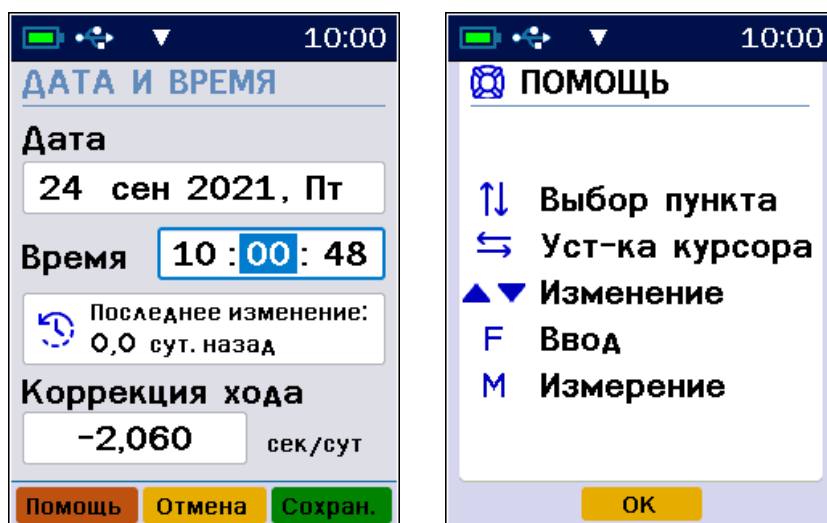 10:00
ДАТА И ВРЕМЯ
Дата
24 сен 2021, Пт
Время 10 : 00 : 48
Последнее изменение:
0,0 сут. назад
Коррекция хода
-2,060 сек/сут
Помощь Отмена Сохран.
10:00
ПОМОЩЬ
Выбор пункта
Уст-ка курсора
Изменение
F Ввод
M Измерение
OK